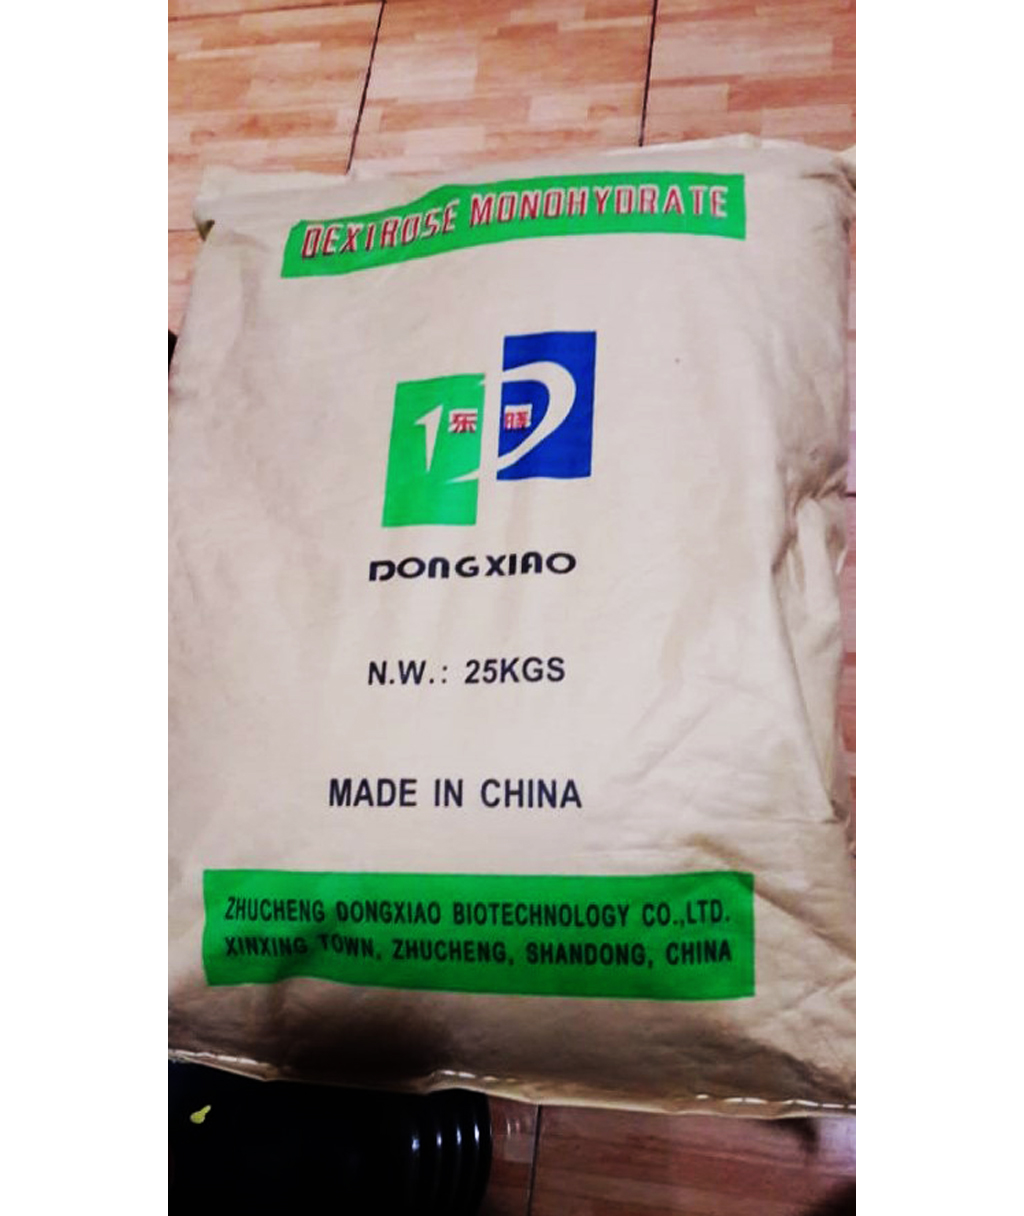 DEXTROSE MONOHYDRATE
东 晓
DONGXIAO
N.W.: 25KGS
MADE IN CHINA
ZHUCHENG DONGXIAO BIOTECHNOLOGY CO.,LTD.
XINXING TOWN, ZHUCHENG, SHANDONG, CHINA